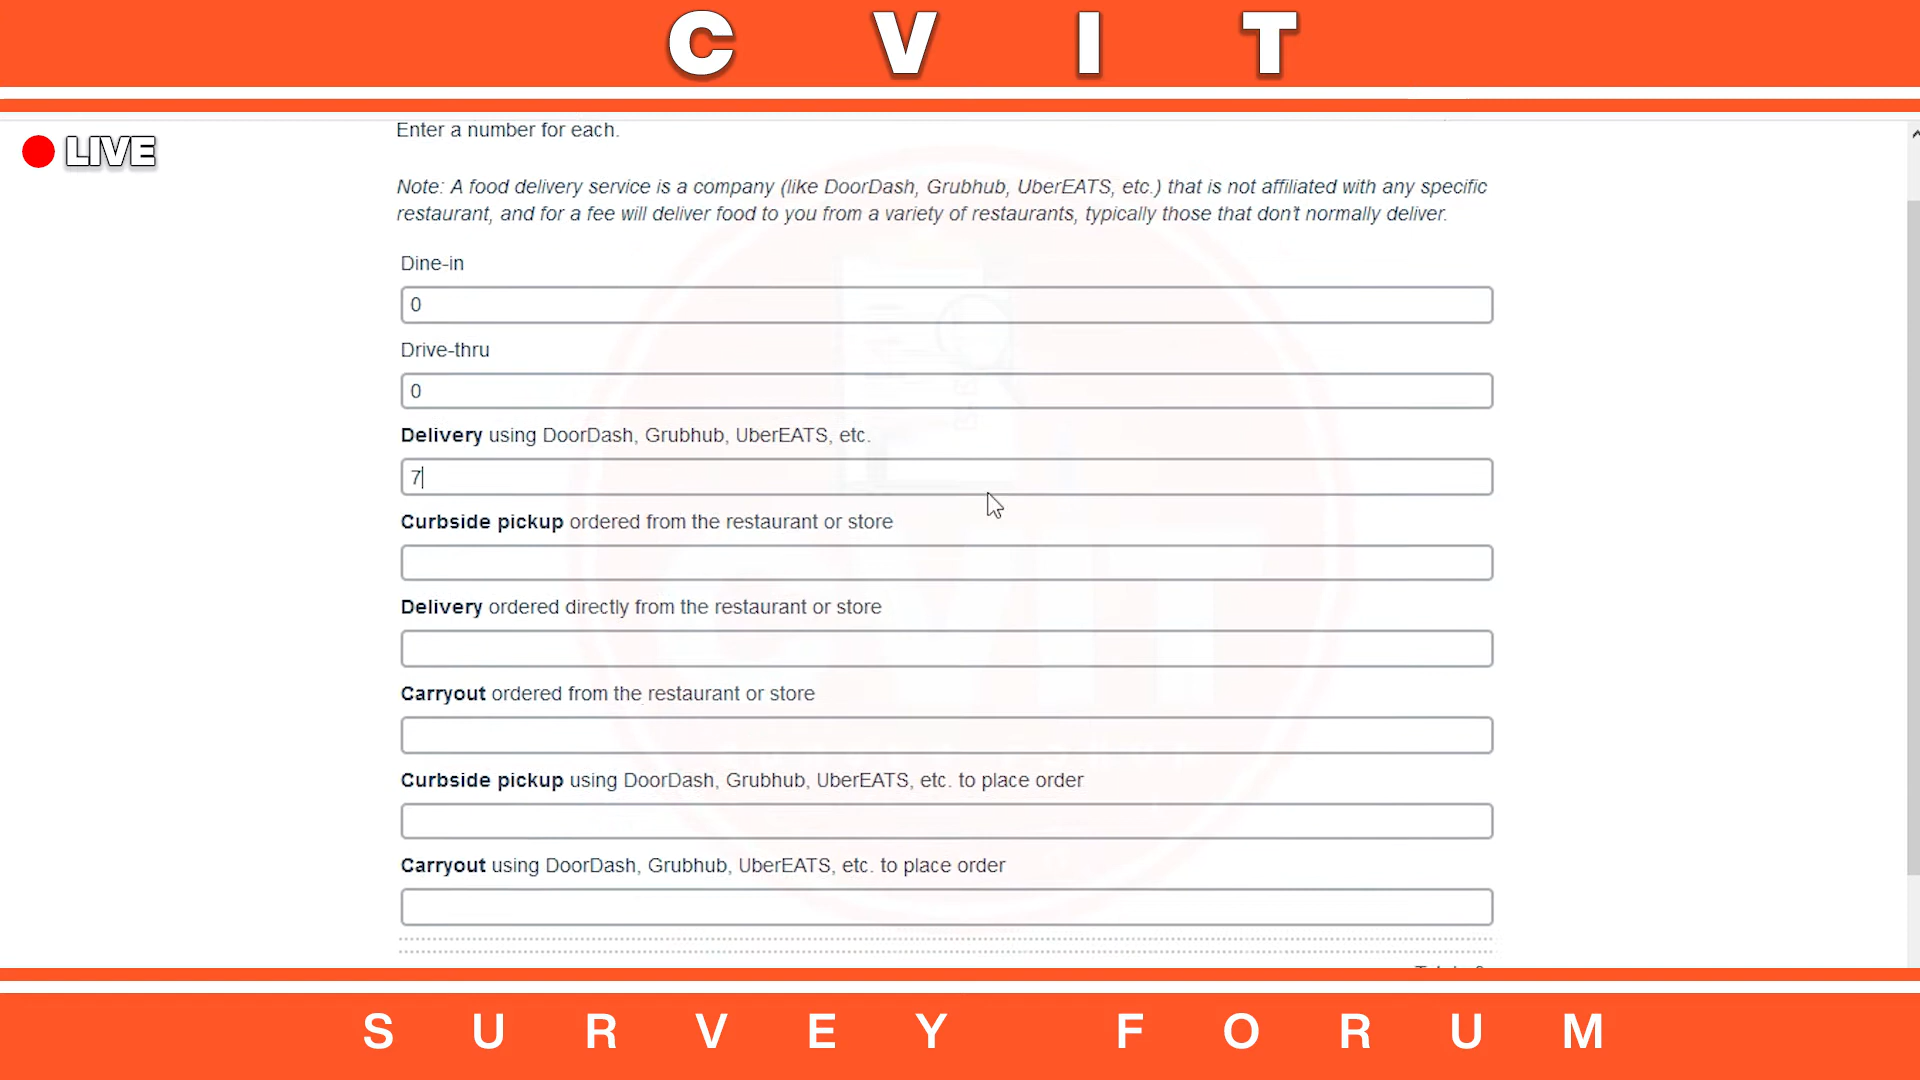 C V I T
LIVE
Enter a number for each.
Note: A food delivery service is a company (like DoorDash, Grubhub, UberEATS, etc.) that is not affiliated with any specific
restaurant, and for a fee will deliver food to you from a variety of restaurants, typically those that don't normally deliver.
Dine-in
0
Drive-thru
0
Delivery using DoorDash, Grubhub, UberEATS, etc.
7
Curbside pickup ordered from the restaurant or store
Delivery ordered directly from the restaurant or store
Carryout ordered from the restaurant or store
Curbside pickup using DoorDash, Grubhub, UberEATS, etc. to place order
Carryout using DoorDash, Grubhub, UberEATS, etc. to place order
S U R V E Y F O R U M